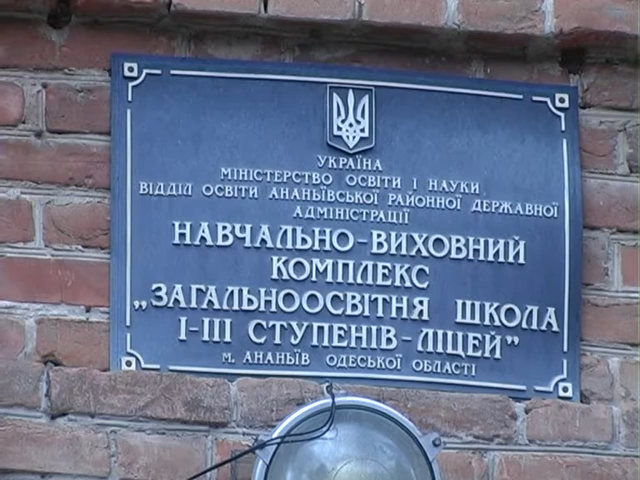 УКРАЇНА
МІНІСТЕРСТВО ОСВІТИ І НАУКИ
ВІДДІЛ ОСВІТИ АНАНЬЇВСЬКОЇ РАЙОННОЇ ДЕРЖАВНОЇ
АДМІНІСТРАЦІЇ
НАВЧАЛЬНО-ВИХОВНИЙ
КОМПЛЕКС
„ЗАГАЛЬНООСВІТНЯ ШКОЛА
І-ІІІ СТУПЕНІВ-ЛІЦЕЙ”
М. АНАНЬЇВ ОДЕСЬКОЇ ОБЛАСТІ